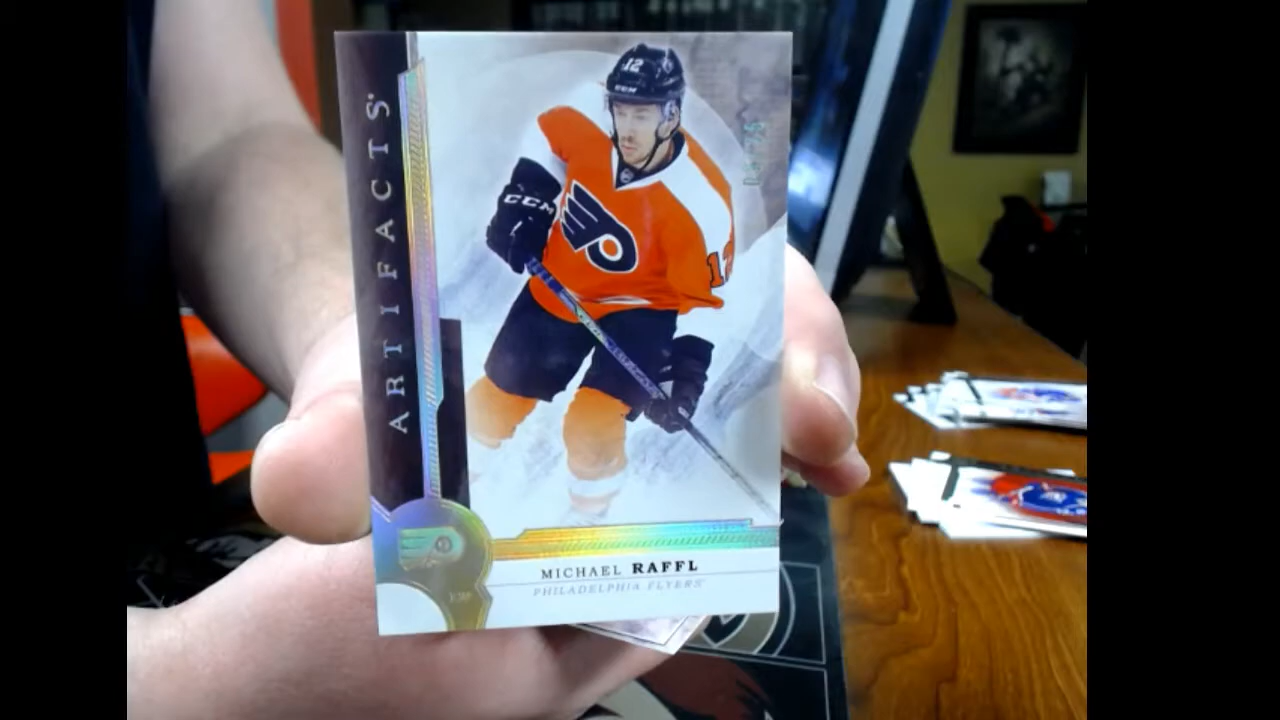 ARTIFACTS
12
CCM
CCM
12
MICHAEL RAFFL
PHILADELPHIA FLYERS